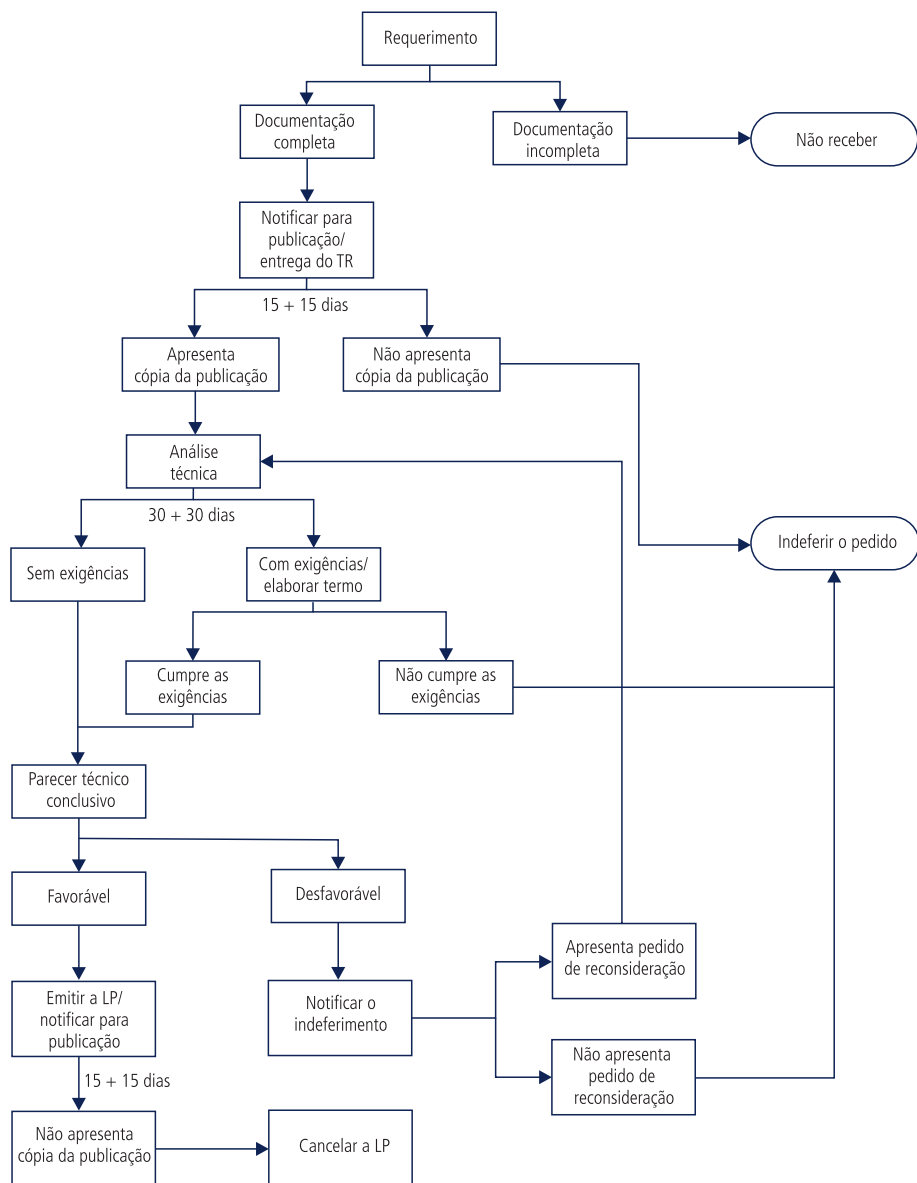 Requerimento
Documentação
completa
Documentação
incompleta
Não receber
Notificar para
publicação/
entrega do TR
15 + 15 dias
Apresenta
cópia da publicação
Não apresenta
cópia da publicação
Análise
técnica
30 + 30 dias
Indeferir o pedido
Sem exigências
Com exigências/
elaborar termo
Cumpre as
exigências
Não cumpre as
exigências
Parecer técnico
conclusivo
Favorável
Desfavorável
Apresenta pedido
de reconsideração
Emitir a LP/
notificar para
publicação
Notificar o
indeferimento
Não apresenta
pedido de
reconsideração
15 + 15 dias
Não apresenta
cópia da publicação
Cancelar a LP